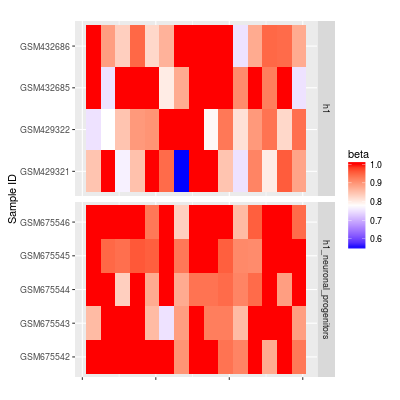 GSM432686
GSM432685
GSM429322
GSM429321
h1
GSM675546
GSM675545
GSM675544
GSM675543
GSM675542
h1_neuronal_progenitors
Sample ID
beta
1.0
0.9
0.8
0.7
0.6